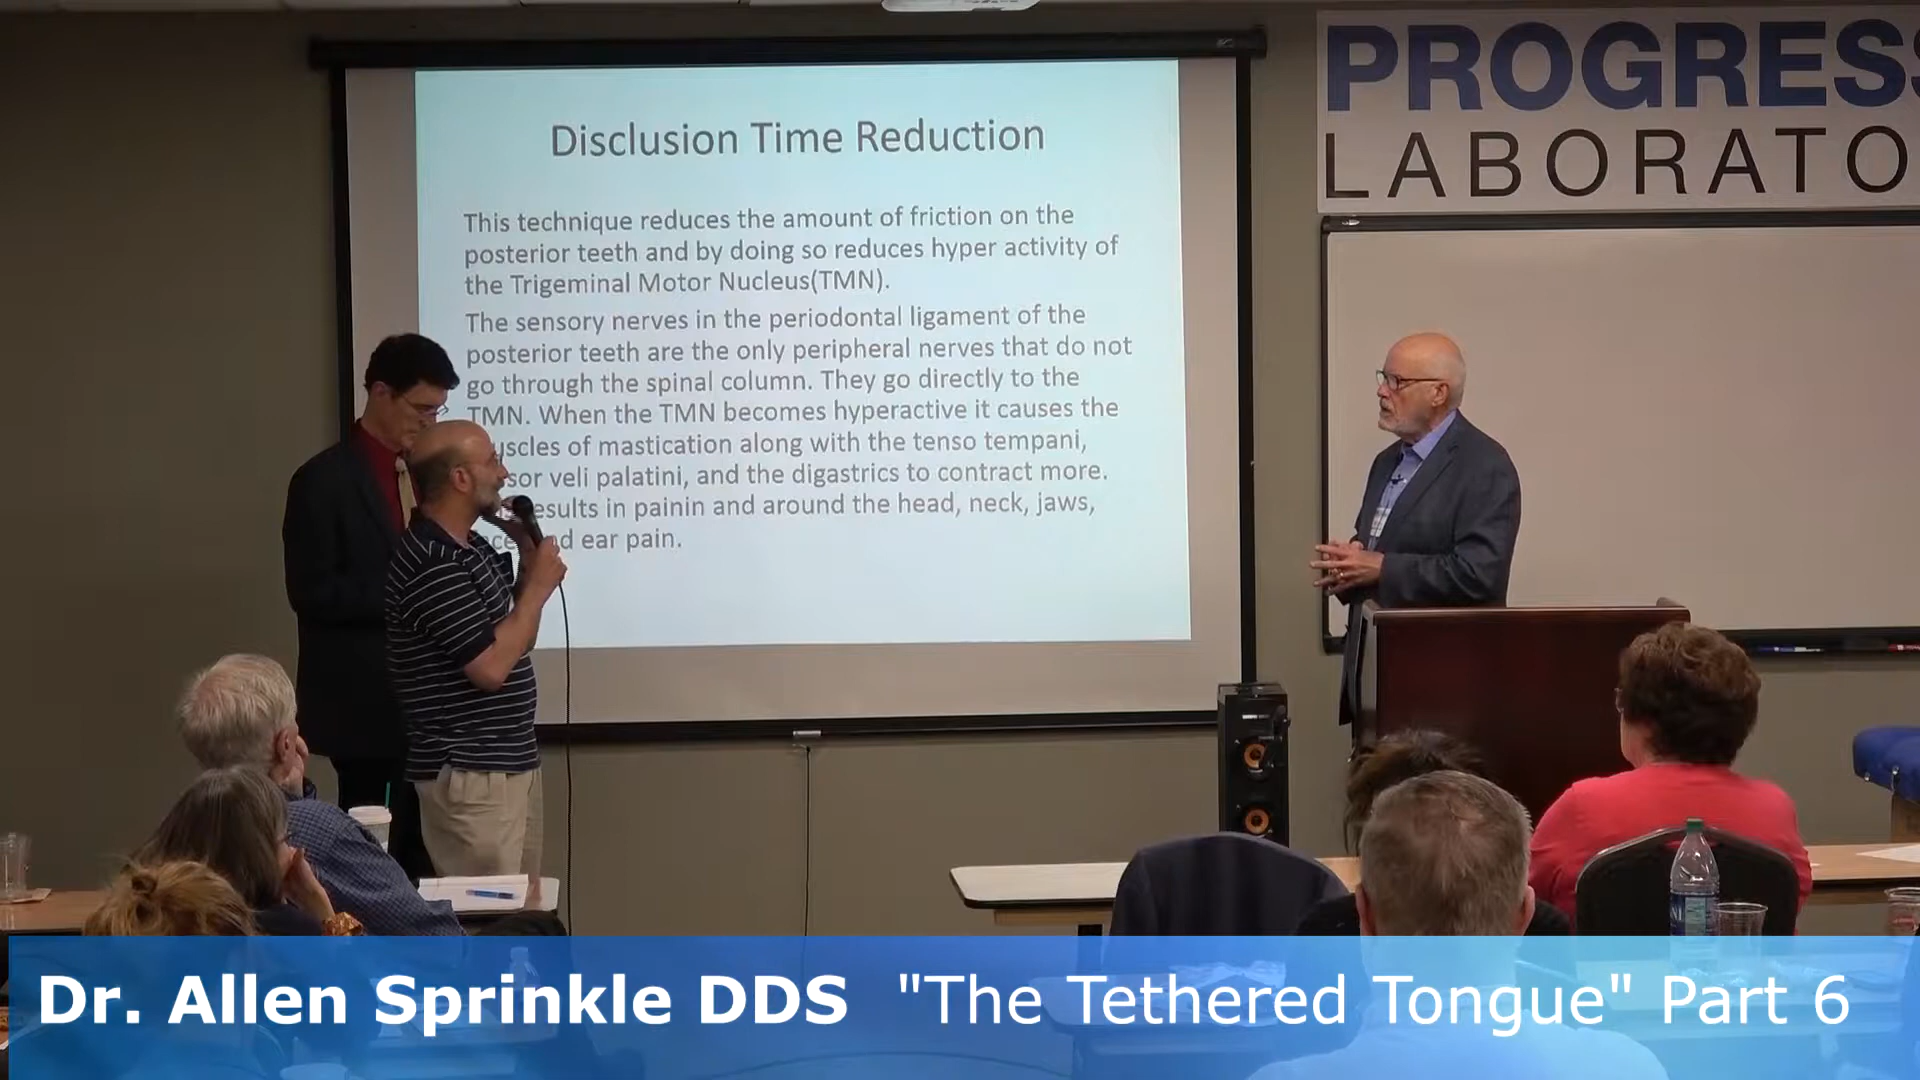 PROGRESS
LABORATO
Disclusion Time Reduction
This technique reduces the amount of friction on the
posterior teeth and by doing so reduces hyper activity of
the Trigeminal Motor Nucleus(TMN).
The sensory nerves in the periodontal ligament of the
posterior teeth are the only peripheral nerves that do not
go through the spinal column. They go directly to the
TMN. When the TMN becomes hyperactive it causes the
uscles of mastication along with the tenso tempani,
sor veli palatini, and the digastrics to contract more.
esults in painin and around the head, neck, jaws,
d ear pain.
Dr. Allen Sprinkle DDS "The Tethered Tongue" Part 6